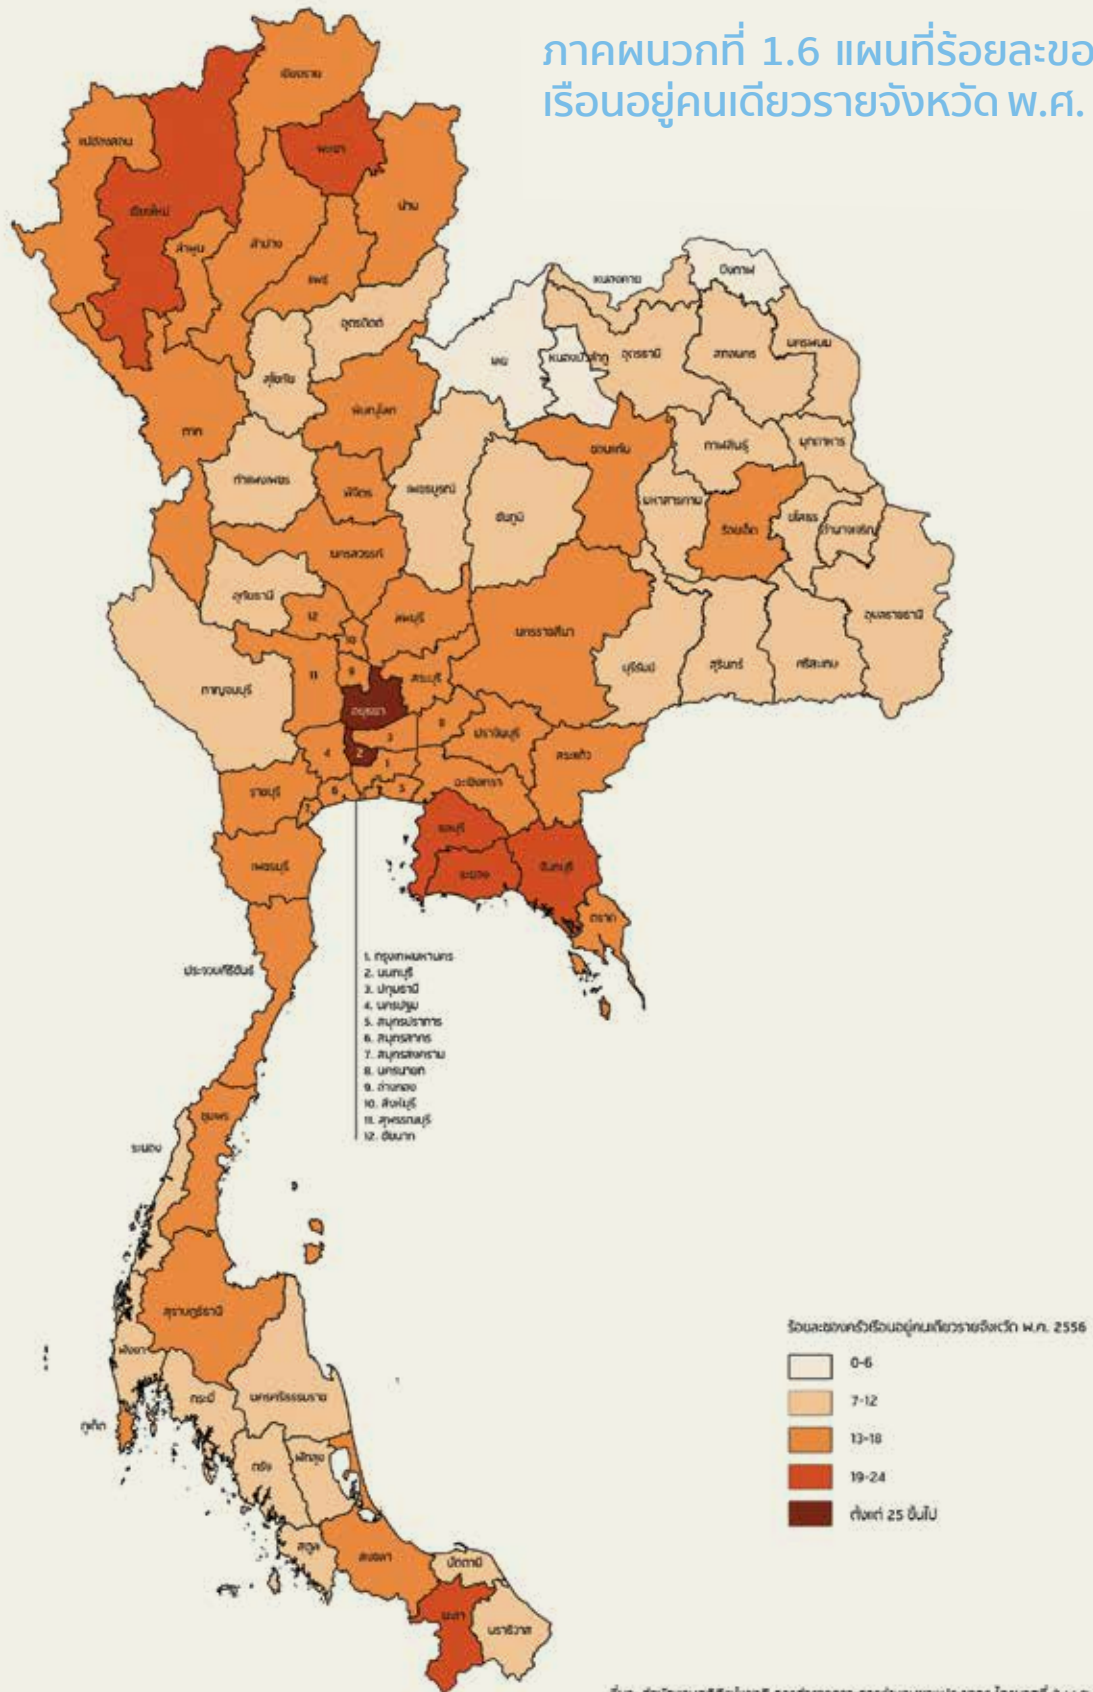 ภาคผนวกที่ 1.6 แผนที่ร้อยละขอ
เรือนอยู่คนเดียวรายจังหวัด พ.ศ.
เชียงราย
แม่ฮ่องสอน
พะเยา
เชียงใหม่
น่าน
ลำพูน
ลำปาง
แพร่
อุตรดิตถ์
สุโขทัย
ตาก
พิษณุโลก
กำแพงเพชร
พิจิตร
เพชรบูรณ์
เลย
หนองบัวลำภู
หนองคาย
บึงกาฬ
อุดรธานี
สกลนคร
นครพนม
ขอนแก่น
กาฬสินธุ์
มุกดาหาร
มหาสารคาม
ร้อยเอ็ด
ยโสธร
อำนาจเจริญ
ชัยภูมิ
นครสวรรค์
อุทัยธานี
12
10
ลพบุรี
นครราชสีมา
บุรีรัมย์
สุรินทร์
ศรีสะเกษ
อุบลราชธานี
กาญจนบุรี
11
9
สระบุรี
อยุธยา
8
ปราจีนบุรี
สระแก้ว
4
3
2
1
ฉะเชิงเทรา
ราชบุรี
6
5
7
เพชรบุรี
ชลบุรี
ระยอง
จันทบุรี
ตราด
ประจวบคีรีขันธ์
1. กรุงเทพมหานคร
2. นนทบุรี
3. ปทุมธานี
4. นครปฐม
5. สมุทรปราการ
6. สมุทรสาคร
7. สมุทรสงคราม
8. นครนายก
9. อ่างทอง
10. สิงห์บุรี
11. สุพรรณบุรี
12. ชัยนาท
ชุมพร
ระนอง
สุราษฎร์ธานี
พังงา
กระบี่
นครศรีธรรมราช
ภูเก็ต
ตรัง
พัทลุง
สตูล
สงขลา
ปัตตานี
ยะลา
นราธิวาส
ร้อยละของครัวเรือนอยู่คนเดียวรายจังหวัด พ.ศ. 2556
0-6
7-12
13-18
19-24
ตั้งแต่ 25 ขึ้นไป